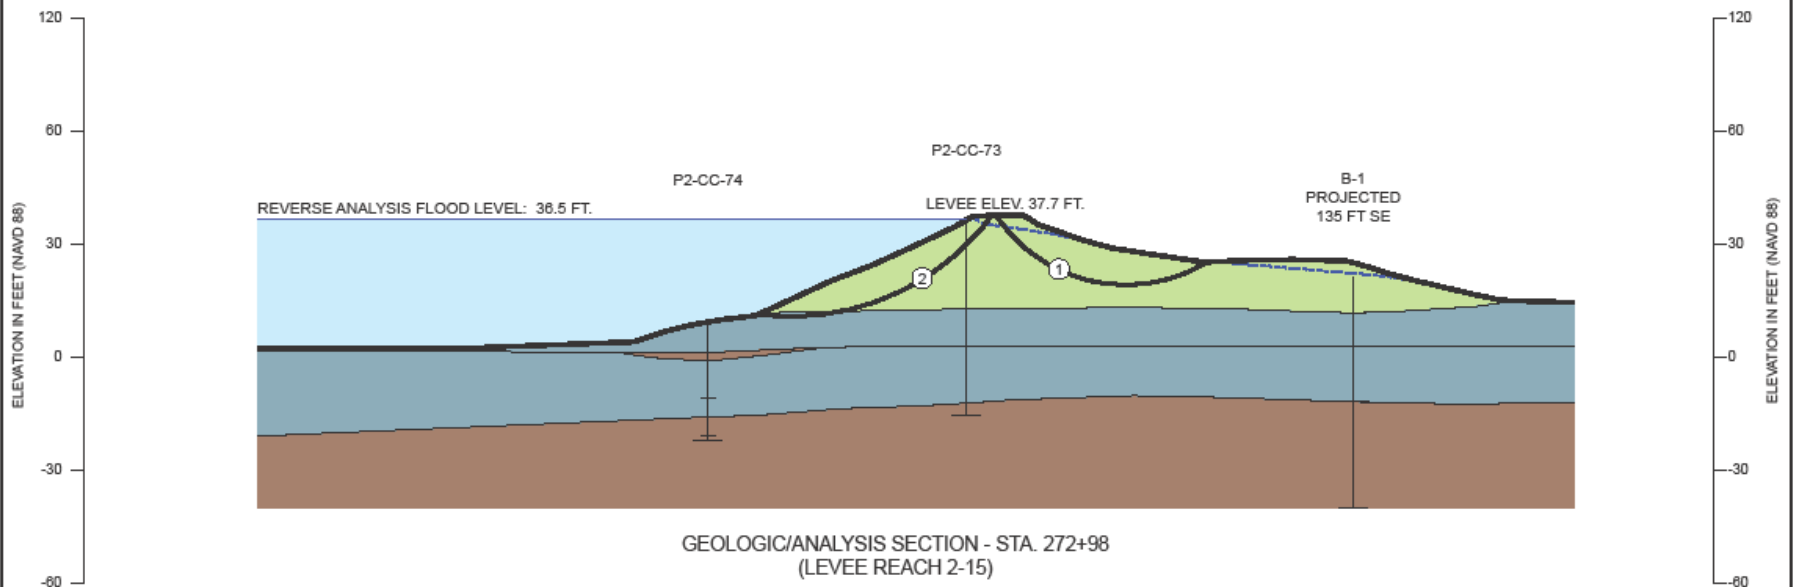 120
120
60
60
P2-CC-73
P2-CC-74
B-1
PROJECTED
135 FT SE
REVERSE ANALYSIS FLOOD LEVEL: 36.5 FT.
LEVEE ELEV. 37.7 FT.
30
30
2
1
0
0
-30
-30
-60
-60
ELEVATION IN FEET (NAVD 88)
ELEVATION IN FEET (NAVD 88)
GEOLOGIC/ANALYSIS SECTION - STA. 272+98
(LEVEE REACH 2-15)